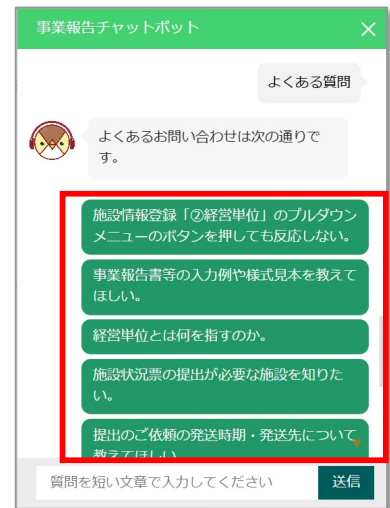 事業報告チャットボット
よくある質問
よくあるお問い合わせは次の通りで
す。
施設情報登録「②経営単位」のプルダウン
メニューのボタンを押しても反応しない。
事業報告書等の入力例や様式見本を教えて
ほしい。
経営単位とは何を指すのか。
施設状況票の提出が必要な施設を知りた
い。
提出のご依頼の発送時期・発送先について
教えてほしい
質問を短い文章で入力してください
送信